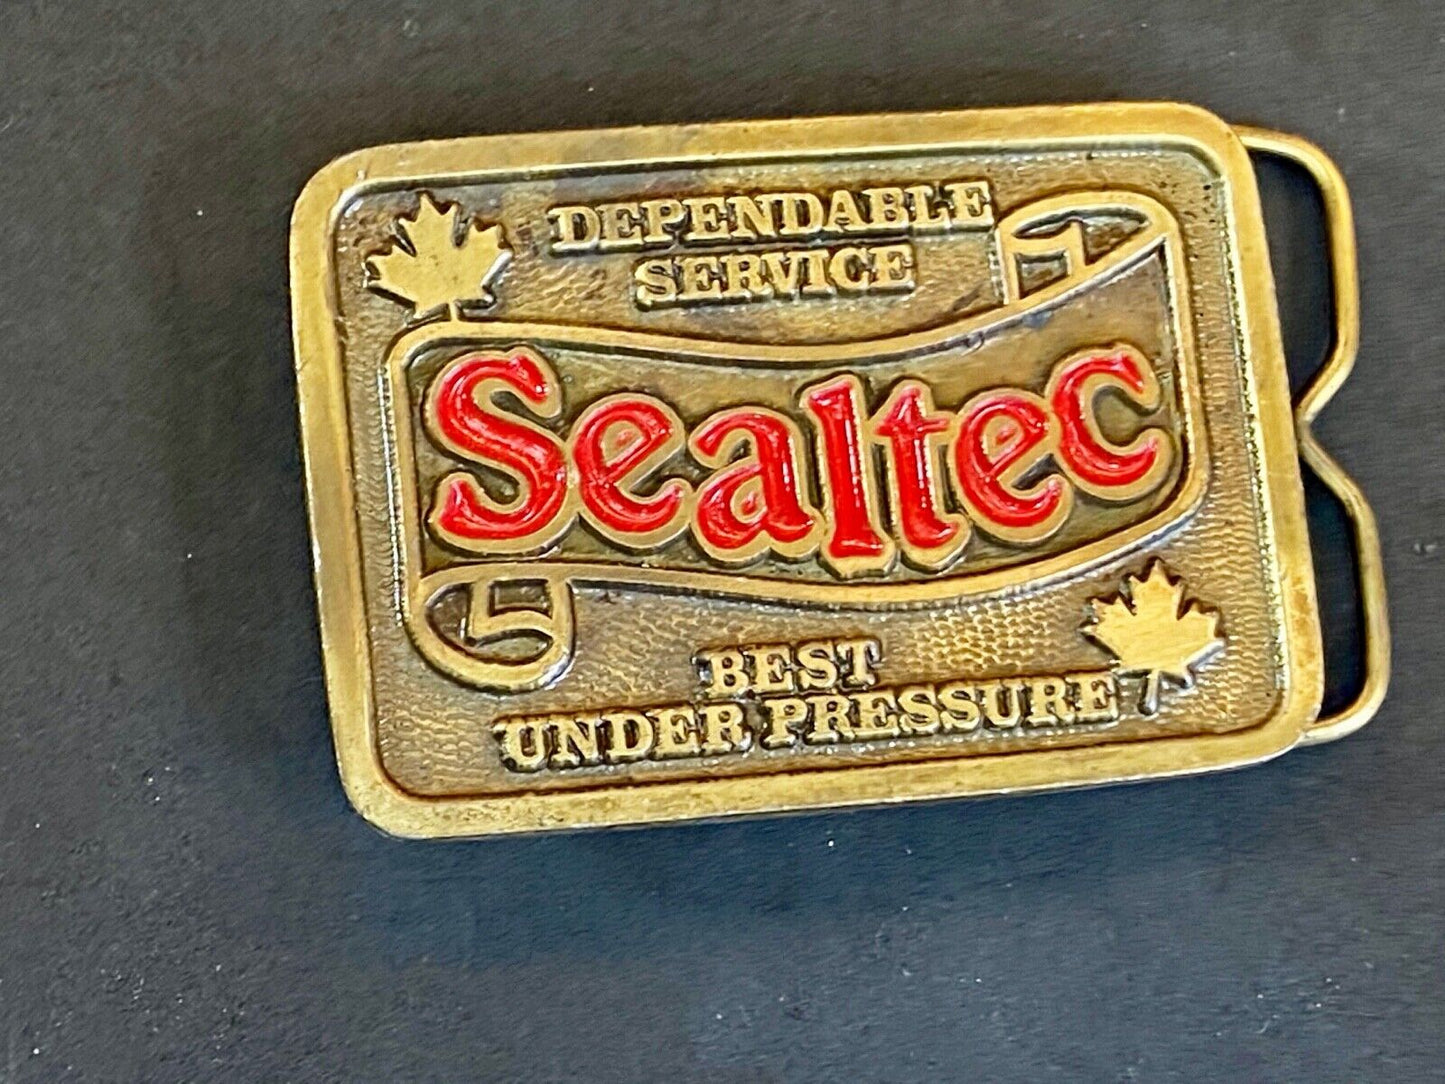 DEPENDABLE
SERVICE
Sealtec
BEST
UNDER PRESSURE